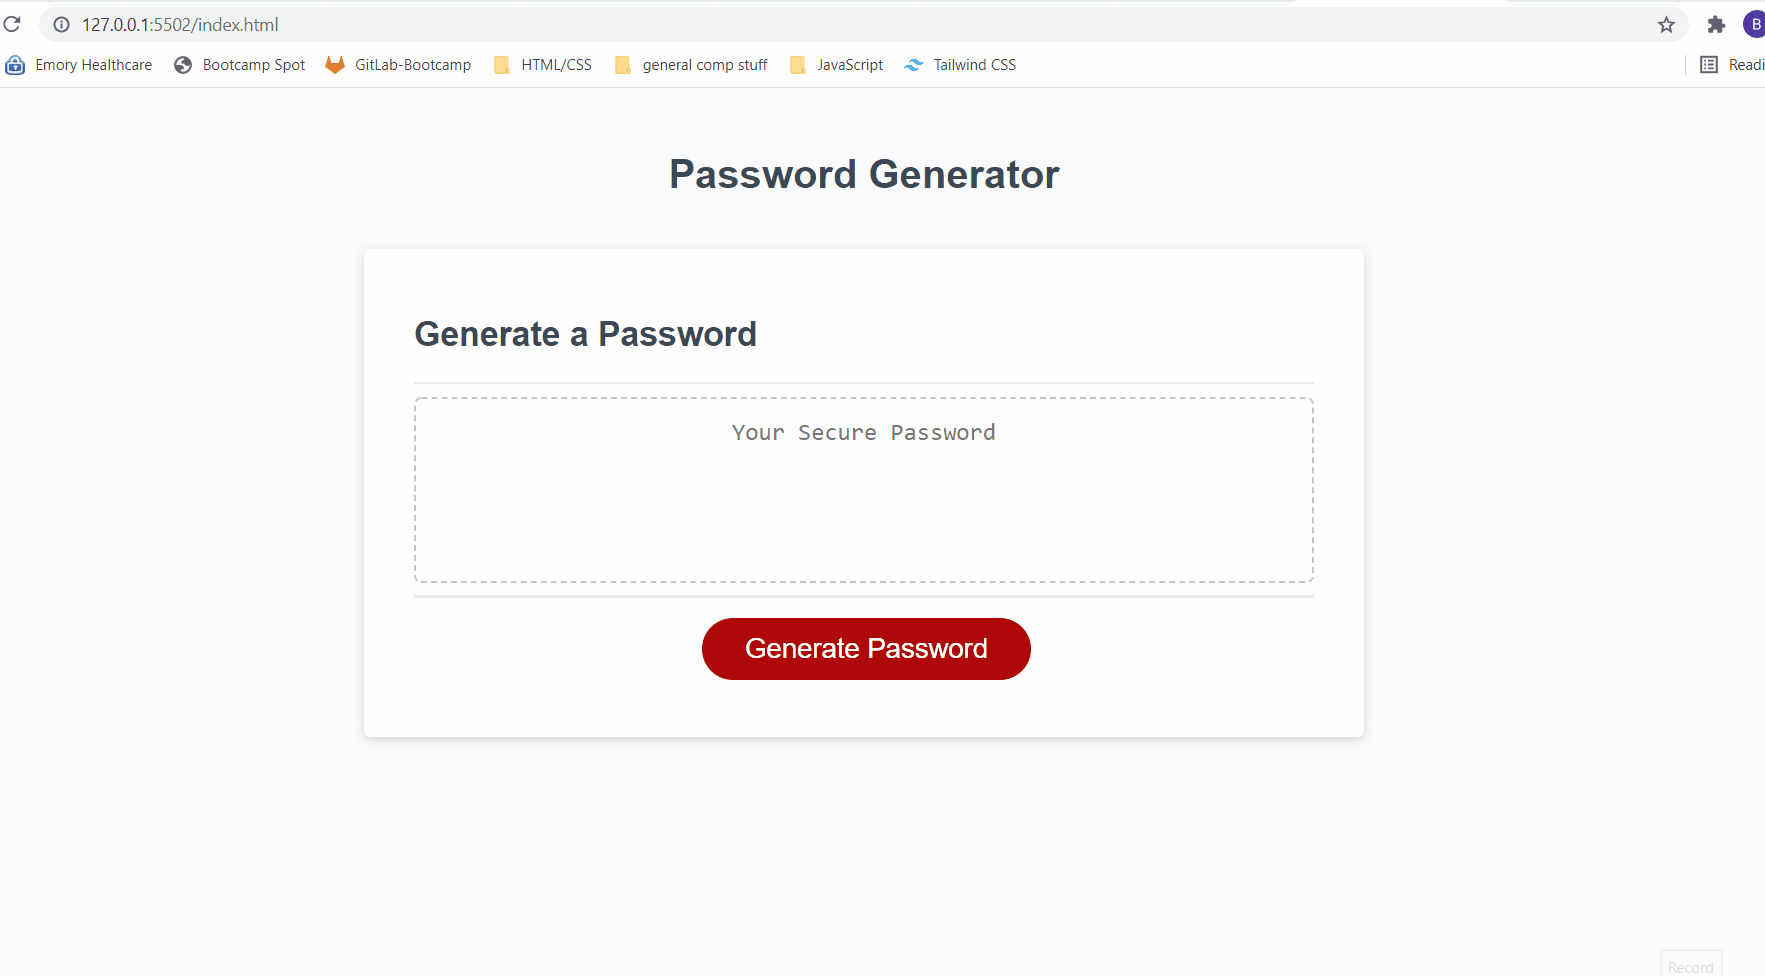 127.0.0.1:5502/index.html
B
Emory Healthcare Bootcamp Spot GitLab-Bootcamp HTML/CSS general comp stuff JavaScript Tailwind CSS Readi
Password Generator
Generate a Password
Your Secure Password
Generate Password
Record